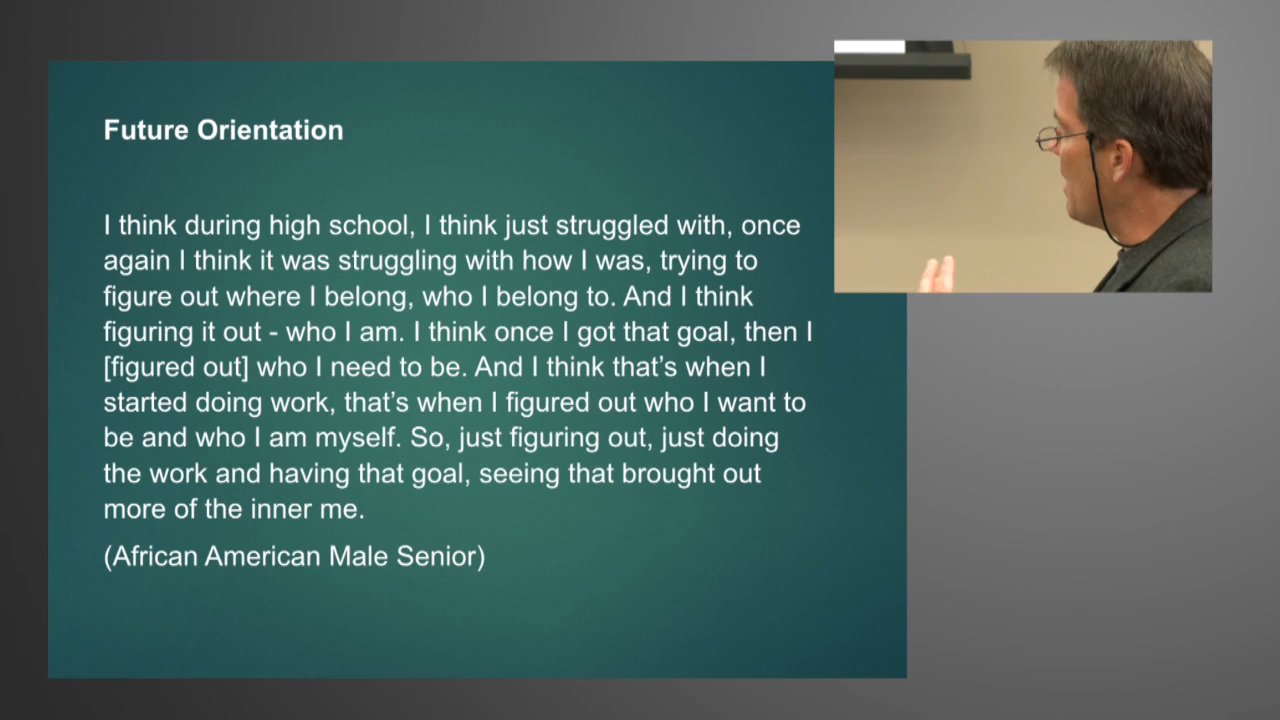 Future Orientation
I think during high school, I think just struggled with, once
again I think it was struggling with how I was, trying to
figure out where I belong, who I belong to. And I think
figuring it out - who I am. I think once I got that goal, then I
[figured out] who I need to be. And I think that’s when I
started doing work, that’s when I figured out who I want to
be and who I am myself. So, just figuring out, just doing
the work and having that goal, seeing that brought out
more of the inner me.
(African American Male Senior)